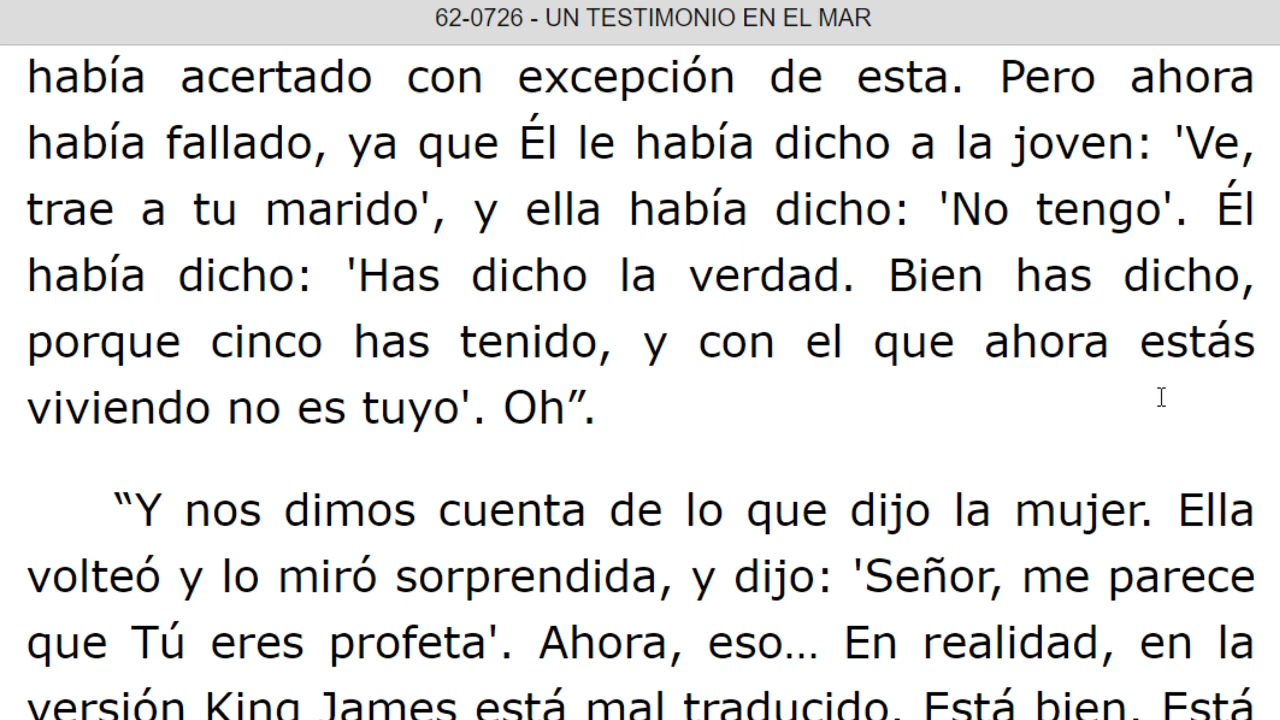 62-0726 - UN TESTIMONIO EN EL MAR
había acertado con excepción de esta. Pero ahora
había fallado, ya que Él le había dicho a la joven: 'Ve,
trae a tu marido', y ella había dicho: 'No tengo'. Él
había dicho: 'Has dicho la verdad. Bien has dicho,
porque cinco has tenido, y con el que ahora estás
viviendo no es tuyo'. Oh”.
“Y nos dimos cuenta de lo que dijo la mujer. Ella
volteó y lo miró sorprendida, y dijo: 'Señor, me parece
que Tú eres profeta'. Ahora, eso… En realidad, en la
versión King James está mal traducido. Está bien. Está